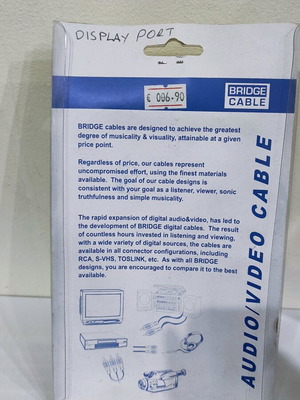 DISPLAY PORT
€ 006-90
BRIDGE
CABLE
BRIDGE cables are designed to achieve the greatest
degree of musicality & visuality, attainable at a given
price point.
Regardless of price, our cables represent
uncompromised effort, using the finest materials
available. The goal of our cable designs is
consistent with your goal as a listener, viewer, sonic
truthfulness and simple musicality.
The rapid expansion of digital audio&video, has led to
the development of BRIDGE digital cables. The result
of countless hours invested in listening and viewing,
with a wide variety of digital sources, the cables are
available in all connector configurations, including
RCA, S-VHS, TOSLINK, etc. As with all BRIDGE
designs, you are encouraged to compare it to the best
available.
AUDIO/VIDEO CABLE